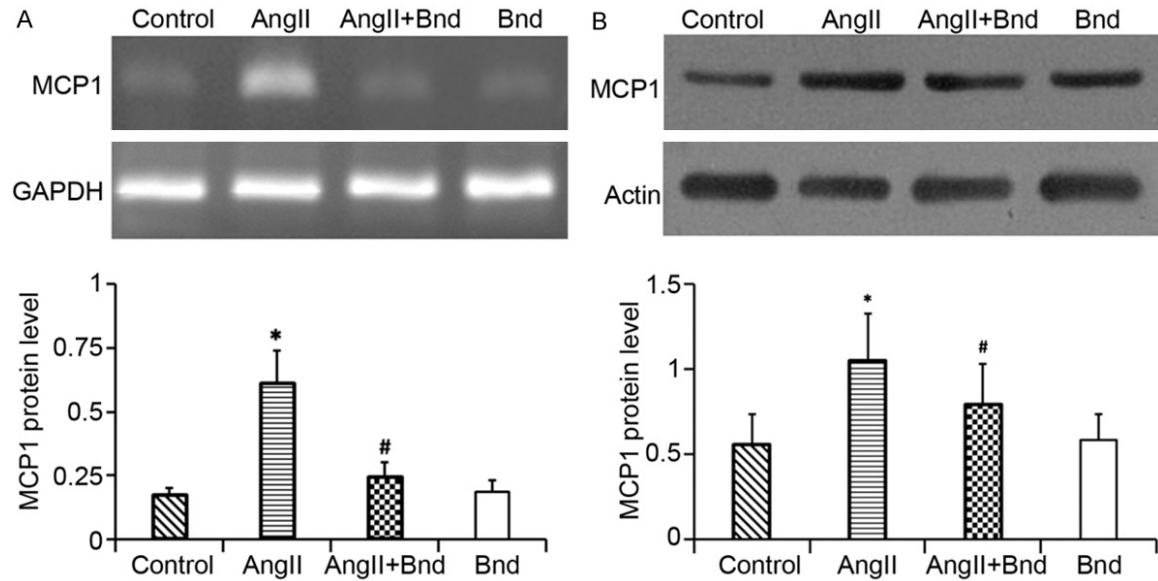 A
Control AngII AngII+Bnd Bnd
MCP1
GAPDH
MCP1 protein level
1
0.75
0.5
0.25
0
*
#
Control AngII AngII+Bnd Bnd
B
Control AngII AngII+Bnd Bnd
MCP1
Actin
MCP1 protein level
1.5
1
0.5
0
*
#
Control AngII AngII+Bnd Bnd